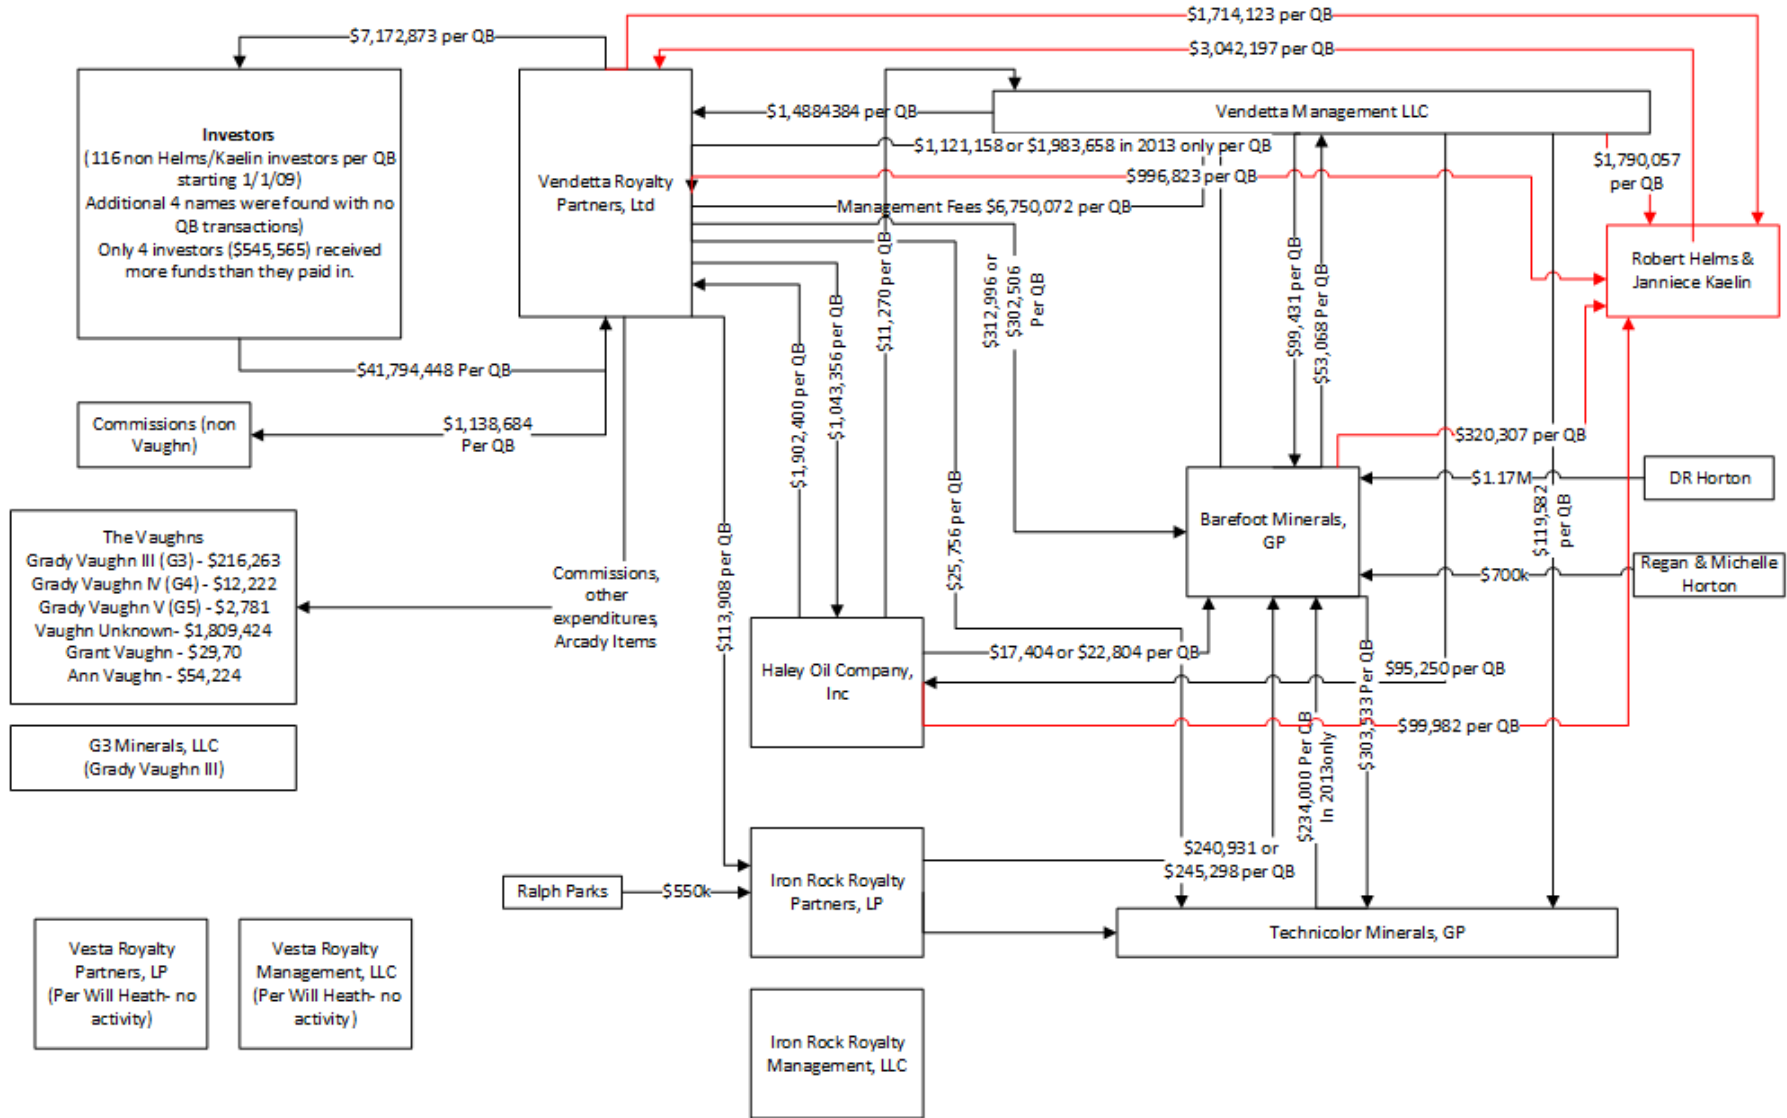 $1,714,123 per QB
$7,172,873 per QB
$3,042,197 per QB
Investors
(116 non Helms/Kaelin investors per QB
starting 1/1/09)
Additional 4 names were found with no
QB transactions)
Only 4 investors ($545,565) received
more funds than they paid in.
Vendetta Royalty
Partners, Ltd
$1,4884384 per QB
Vendetta Management LLC
$1,121,158 or $1,983,658 in 2013 only per QB
$996,823 per QB
Management Fees $6,750,072 per QB
$1,790,057
per QB
Robert Helms &
Janniece Kaelin
$312,996 or
$302,506
Per QB
$99,431 per QB
$53,068 Per QB
$11,270 per QB
$1,902,400 per QB
$1,043,356 per QB
$41,794,448 Per QB
Commissions (non
Vaughn)
$1,138,684
Per QB
$320,307 per QB
$1.17M
DR Horton
Barefoot Minerals,
GP
$25,756 per QB
$119,582
per QB
$700k
Regan & Michelle
Horton
The Vaughns
Grady Vaughn III (G3) - $216,263
Grady Vaughn IV (G4) - $12,222
Grady Vaughn V (G5) - $2,781
Vaughn Unknown- $1,809,424
Grant Vaughn - $29,70
Ann Vaughn - $54,224
Commissions,
other
expenditures,
Arcady Items
$113,908 per QB
Haley Oil Company,
Inc
$17,404 or $22,804 per QB
$95,250 per QB
$99,982 per QB
$234,000 Per QB
In 2013only
$303,533 Per QB
G3 Minerals, LLC
(Grady Vaughn III)
$240,931 or
$245,298 per QB
Ralph Parks
$550k
Iron Rock Royalty
Partners, LP
Technicolor Minerals, GP
Vesta Royalty
Partners, LP
(Per Will Heath- no
activity)
Vesta Royalty
Management, LLC
(Per Will Heath- no
activity)
Iron Rock Royalty
Management, LLC